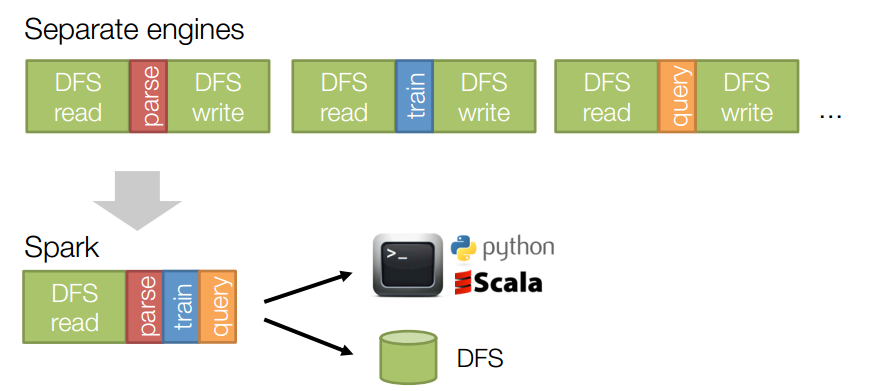 Separate engines
DFS
read
parse
DFS
write
DFS
read
train
DFS
write
DFS
read
query
DFS
write
...
Spark
DFS
read
parse
train
query
>_
python
Scala
DFS